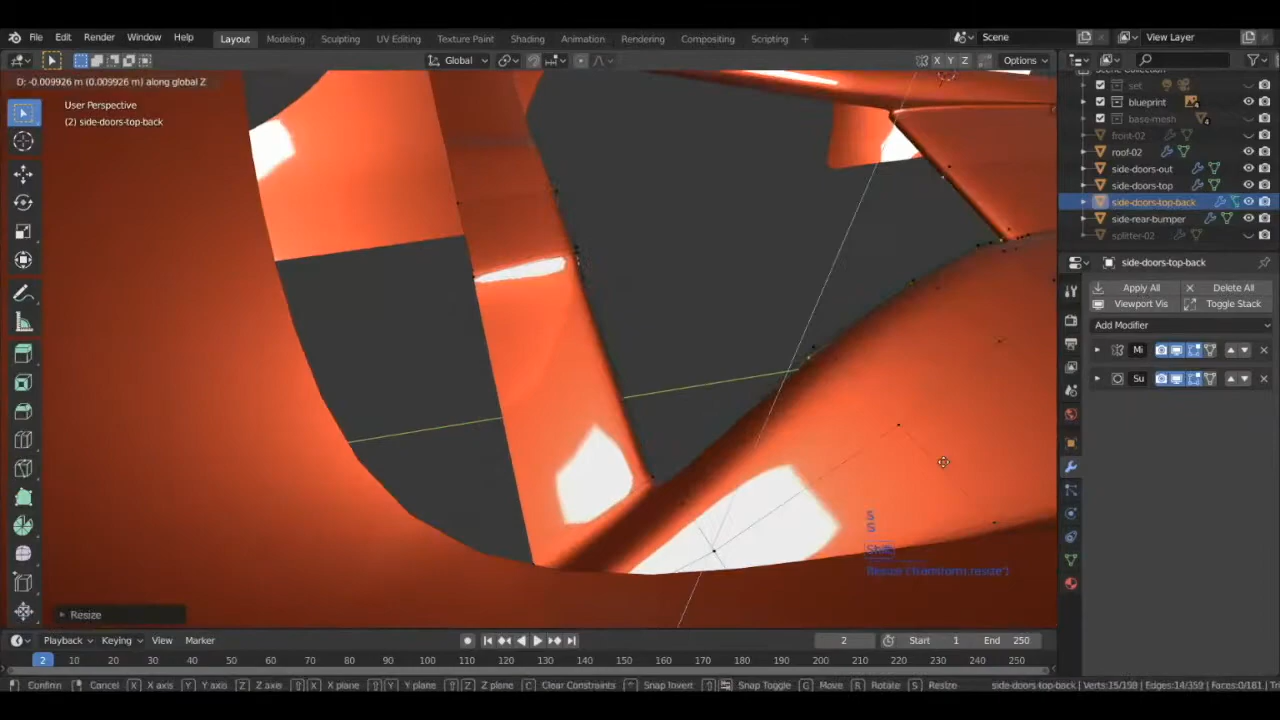 File Edit Render Window Help Layout Modeling Sculpting UV Editing Texture Paint Shading Animation Rendering Compositing Scripting + Scene View Layer
Global X Y Z Options
D: -0.009926 m (0.009926 m) along global Z
User Perspective
(2) side-doors-top-back
Scene Collection
set
blueprint
base-mesh
front-02
roof-02
side-doors-out
side-doors-top
side-doors-top-back
side-rear-bumper
splitter-02
side-doors-top-back
Apply All Delete All
Viewport Vis Toggle Stack
Add Modifier
Mi
Su
S
S
Shift
Resize ("transform.resize")
Resize
Playback Keying View Marker 2 Start 1 End 250
2 10 20 30 40 50 60 70 80 90 100 110 120 130 140 150 160 170 180 190 200 210 220 230 240 250
Confirm Cancel X X axis Y Y axis Z Z axis X X plane Y Y plane Z Z plane C Clear Constraints Snap Invert Snap Toggle G Move R Rotate S Resize side-doors-top-back | Verts:15/198 | Edges:14/359 | Faces:0/161 | Tr